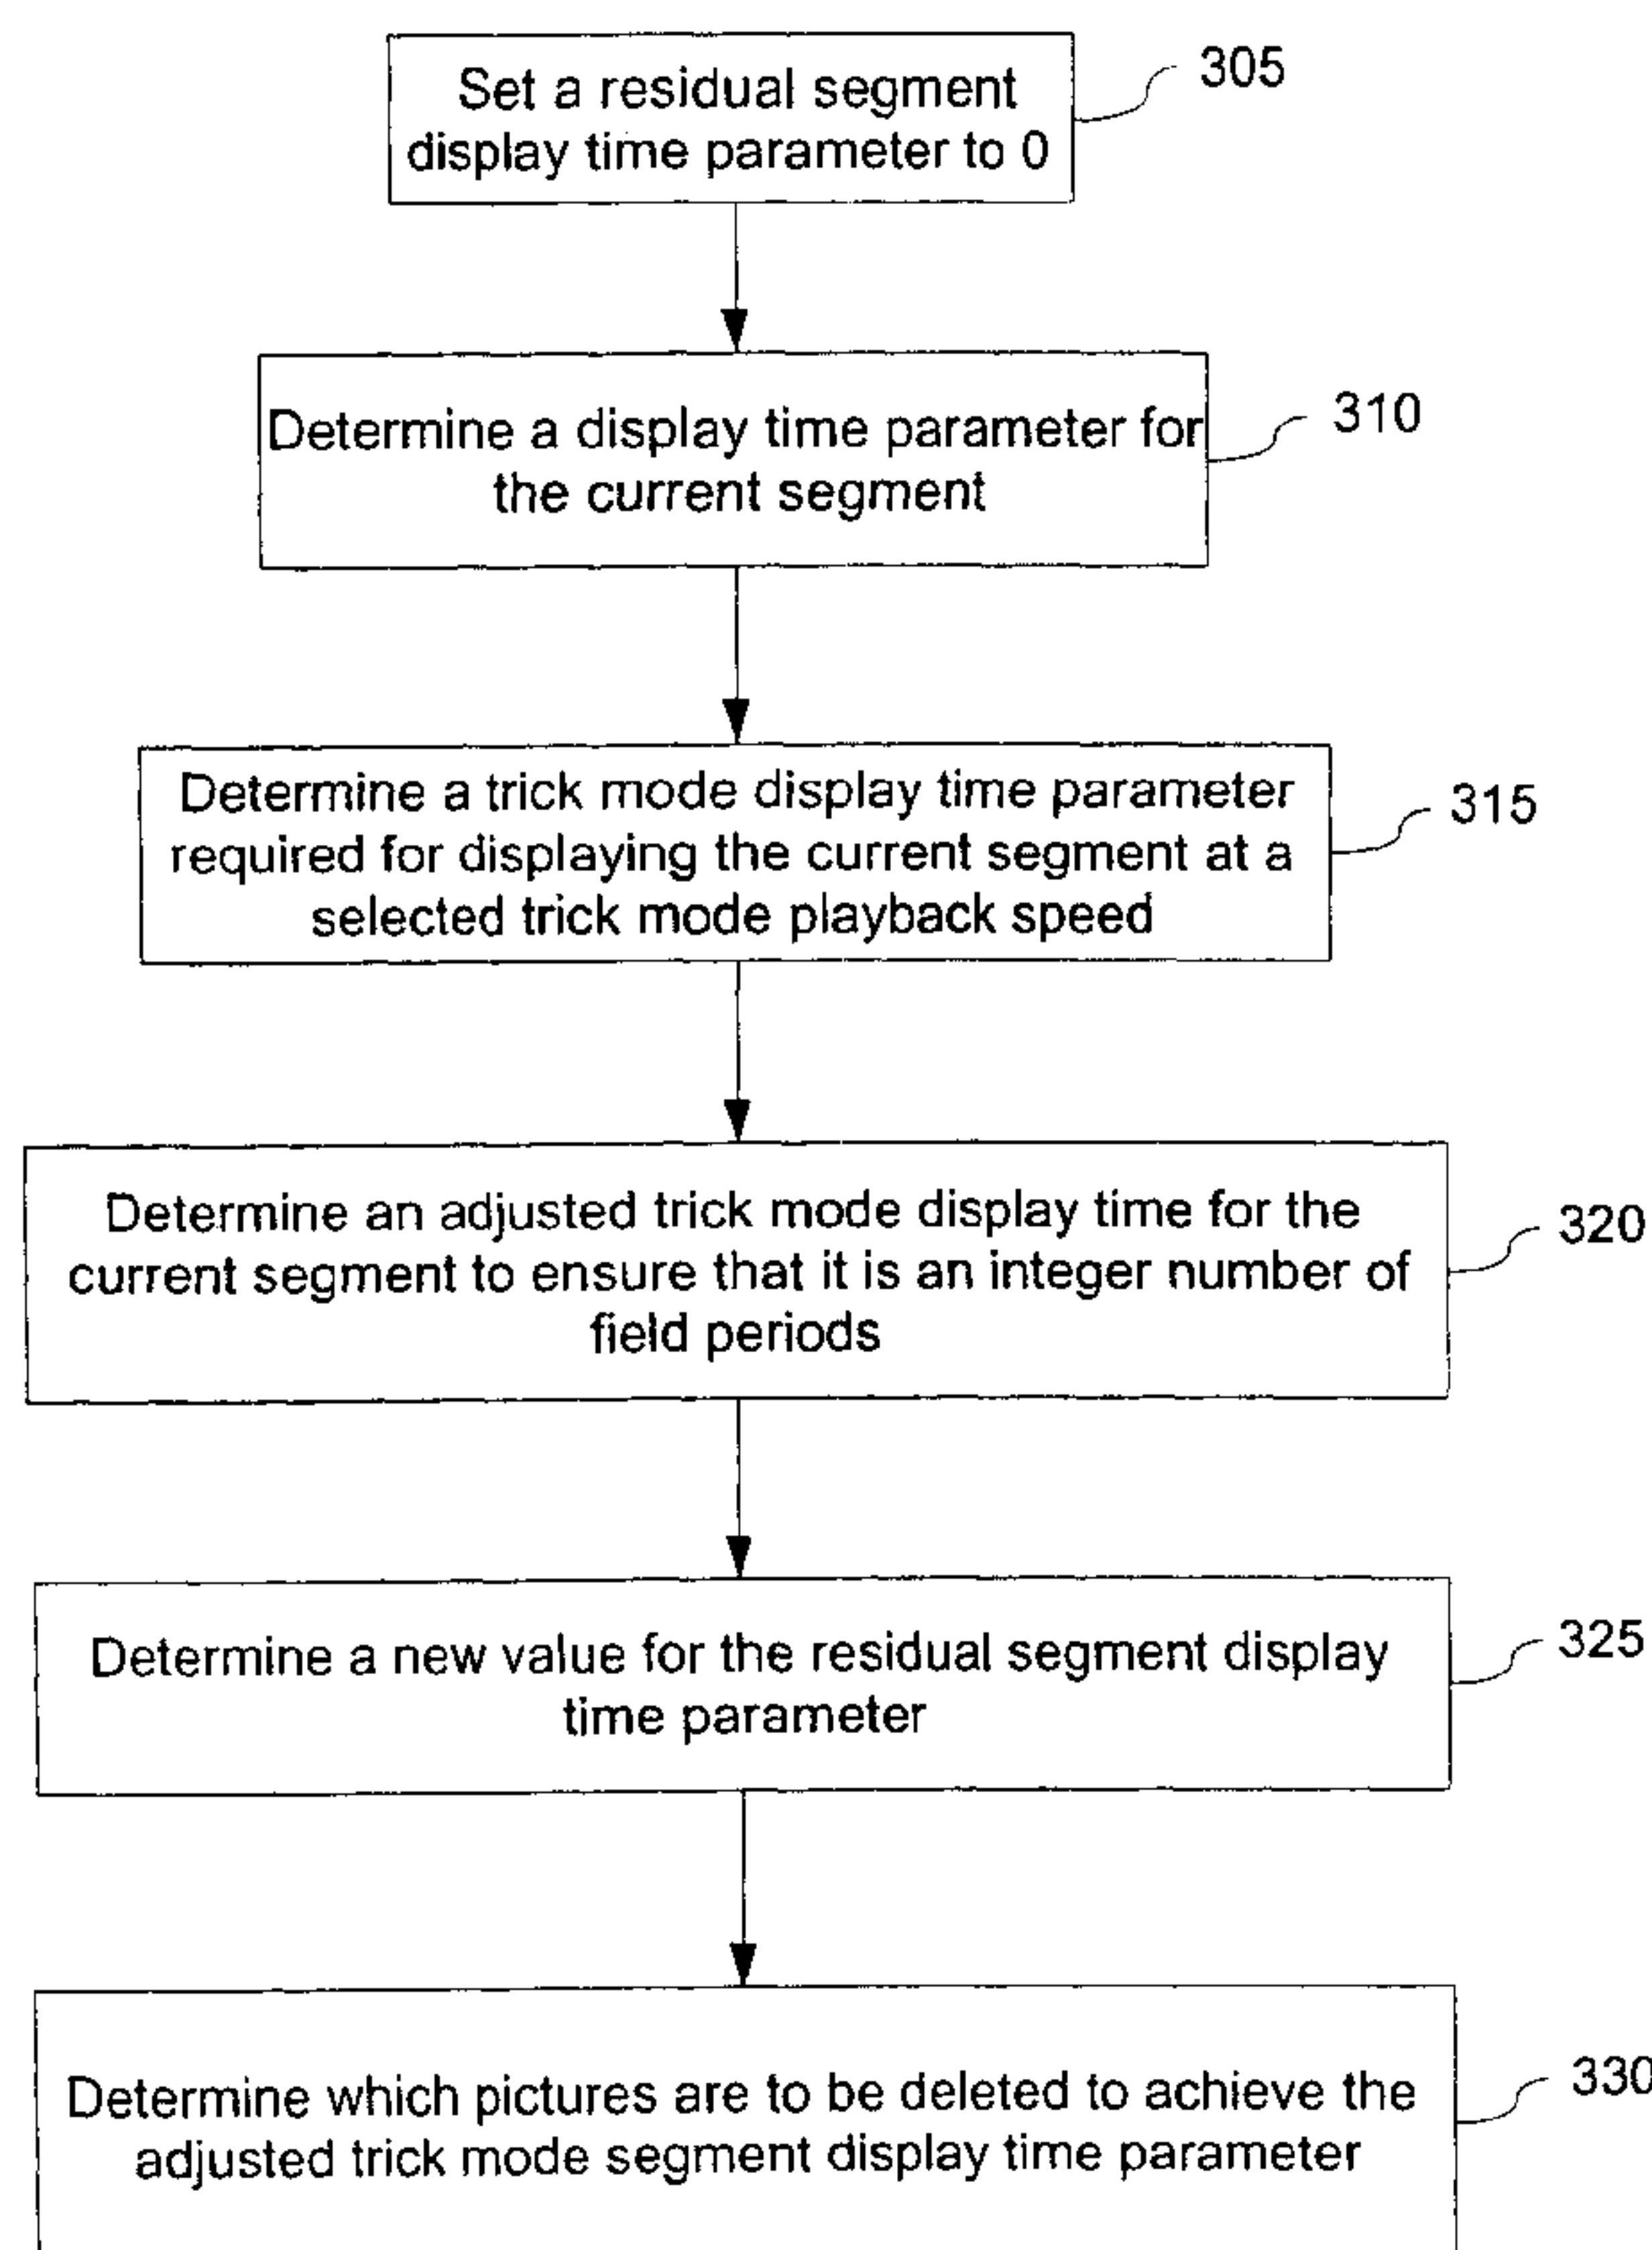 Set a residual segment
display time parameter to 0
305
Determine a display time parameter for
the current segment
310
Determine a trick mode display time parameter
required for displaying the current segment at a
selected trick mode playback speed
315
Determine an adjusted trick mode display time for the
current segment to ensure that it is an integer number of
field periods
320
Determine a new value for the residual segment display
time parameter
325
Determine which pictures are to be deleted to achieve the
adjusted trick mode segment display time parameter
330